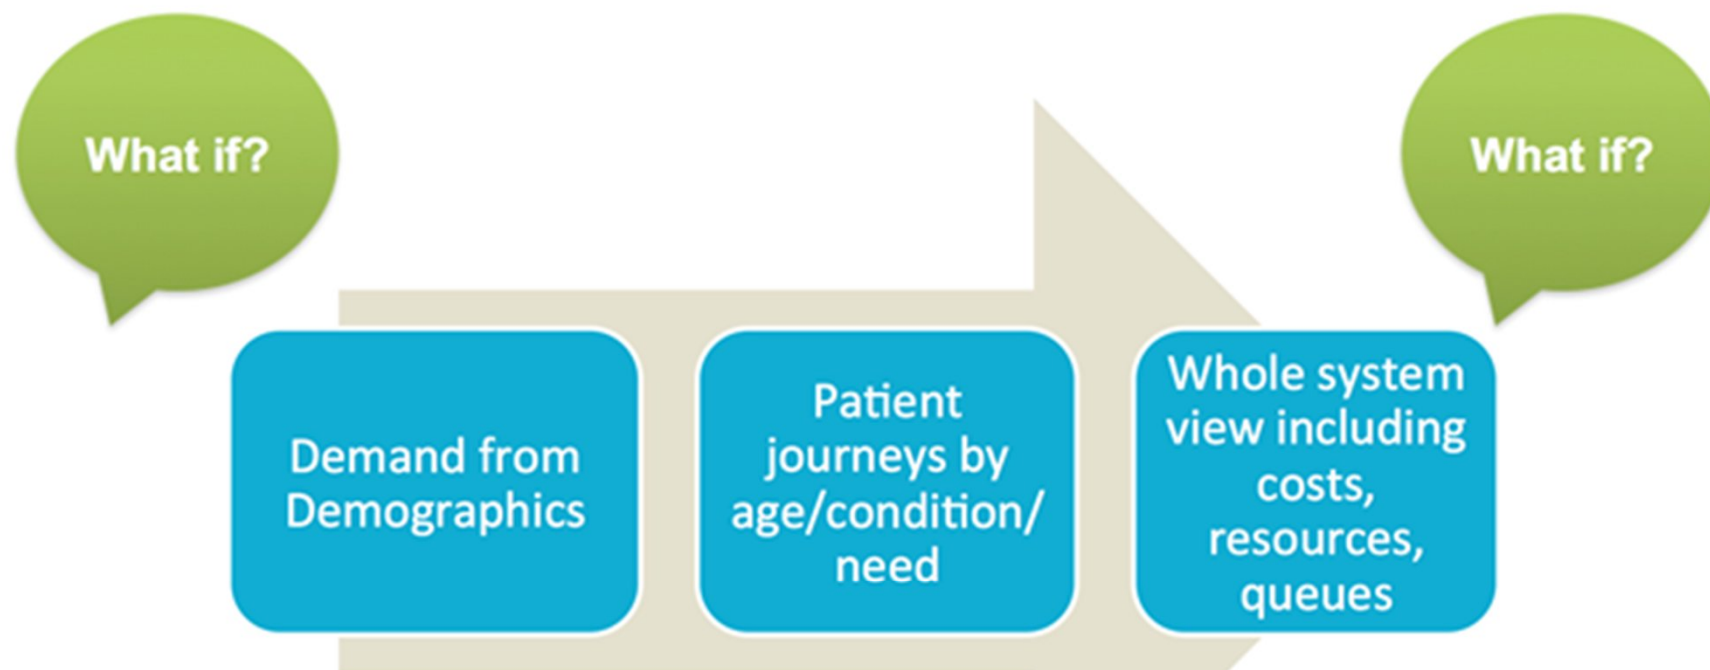 What if?
What if?
Demand from
Demographics
Patient
journeys by
age/condition/
need
Whole system
view including
costs,
resources,
queues